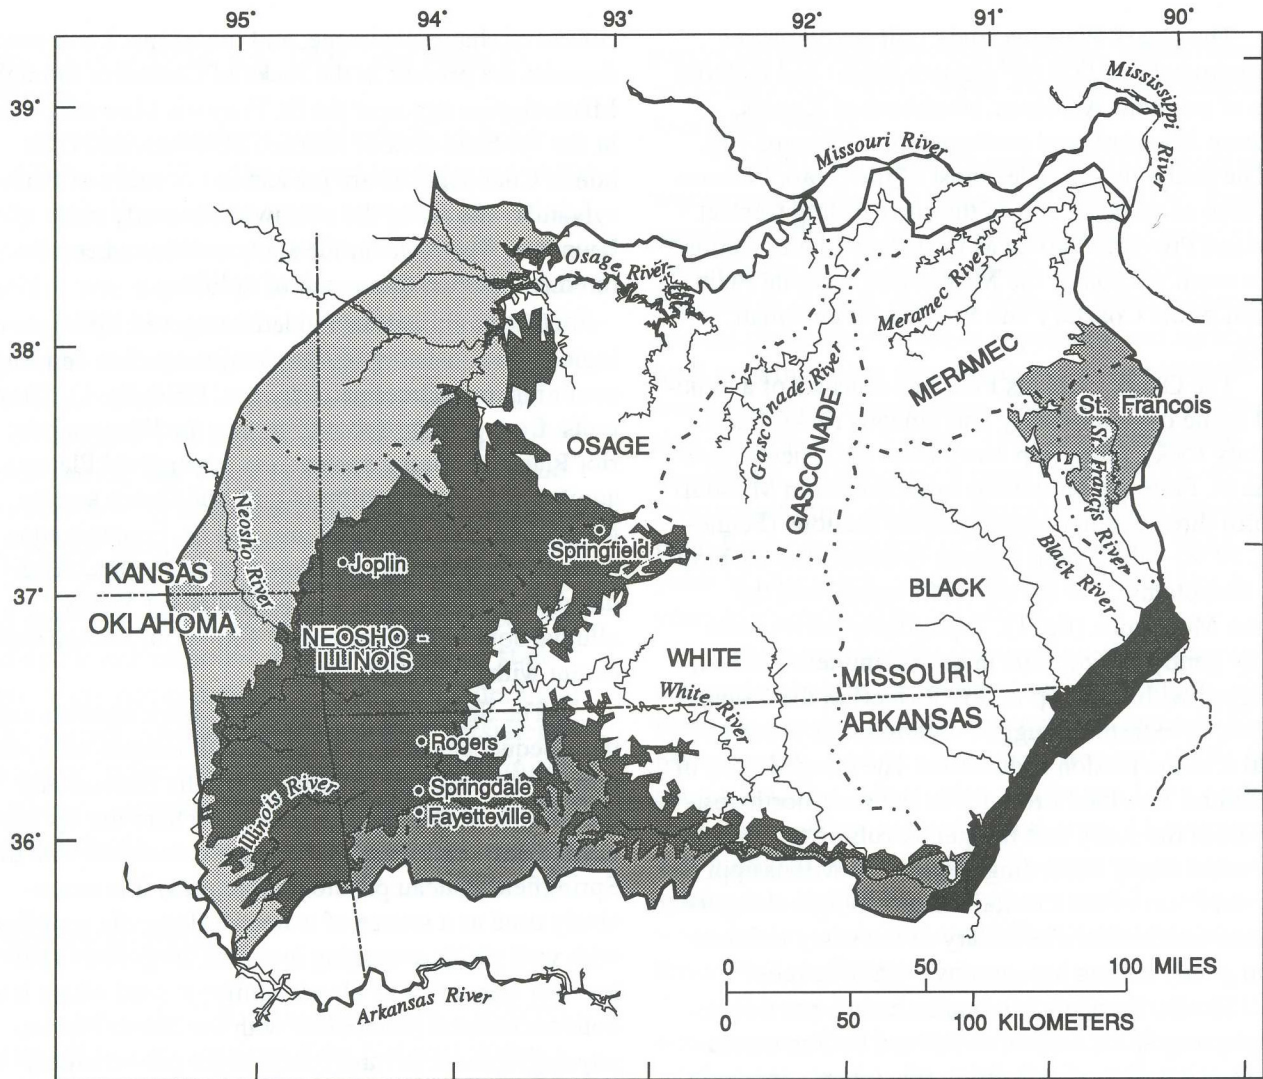 95° 94° 93° 92° 91° 90°
Mississippi River
39°
Missouri River
Osage River
Meramec River
38°
MERAMEC
Gasconade River
St. Francois
GASCONADE
OSAGE
St. Francis River
Neosho River
Springfield
Joplin
Black River
KANSAS
37°
BLACK
OKLAHOMA
NEOSHO -
ILLINOIS
WHITE
MISSOURI
White River
ARKANSAS
Rogers
Springdale
Illinois River
Fayetteville
36°
0 50 100 MILES
Arkansas River
0 50 100 KILOMETERS